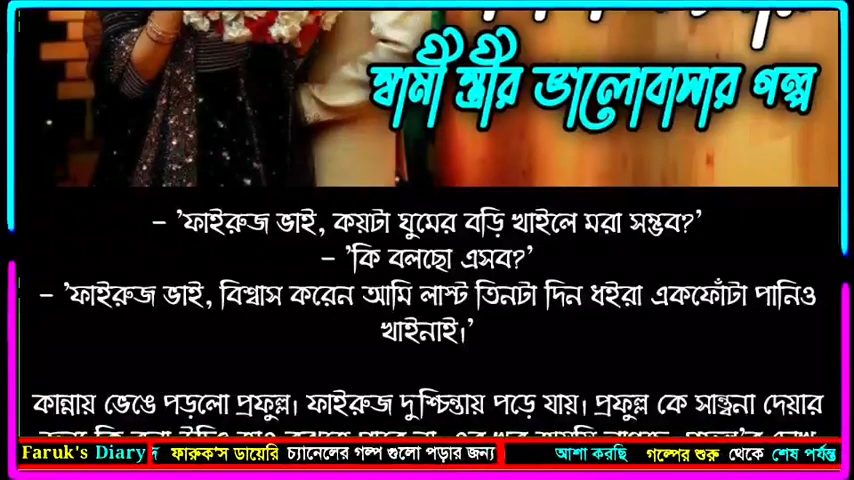 স্বামী স্ত্রীর ভালোবাসার গল্প
– 'ফাইরুজ ভাই, কয়টা ঘুমের বড়ি খাইলে মরা সম্ভব?'
– 'কি বলছো এসব?'
– 'ফাইরুজ ভাই, বিশ্বাস করেন আমি লাস্ট তিনটা দিন ধইরা একফোঁটা পানিও
খাইনাই।'
কান্নায় ভেঙে পড়লো প্রফুল্ল। ফাইরুজ দুশ্চিন্তায় পড়ে যায়। প্রফুল্ল কে সান্ত্বনা দেয়ার
Faruk's Diary ফারুক'স ডায়েরি চ্যানেলের গল্প গুলো পড়ার জন্য আশা করছি গল্পের শুরু থেকে শেষ পর্যন্ত